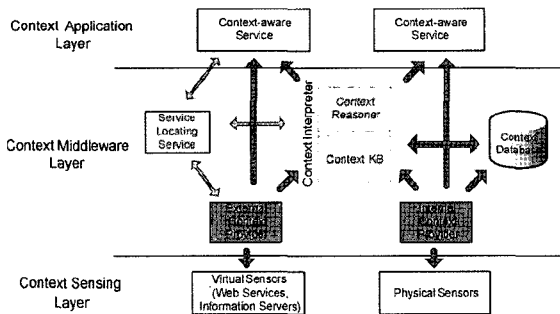 Context Application
Layer
Context-aware
Service
Context-aware
Service
Context Middleware
Layer
Service
Locating
Service
Context Interpreter
Context
Reasoner
Context KB
Context
Database
External
Context
Provider
Internal
Context
Provider
Context Sensing
Layer
Virtual Sensors
(Web Services,
Information Servers)
Physical Sensors